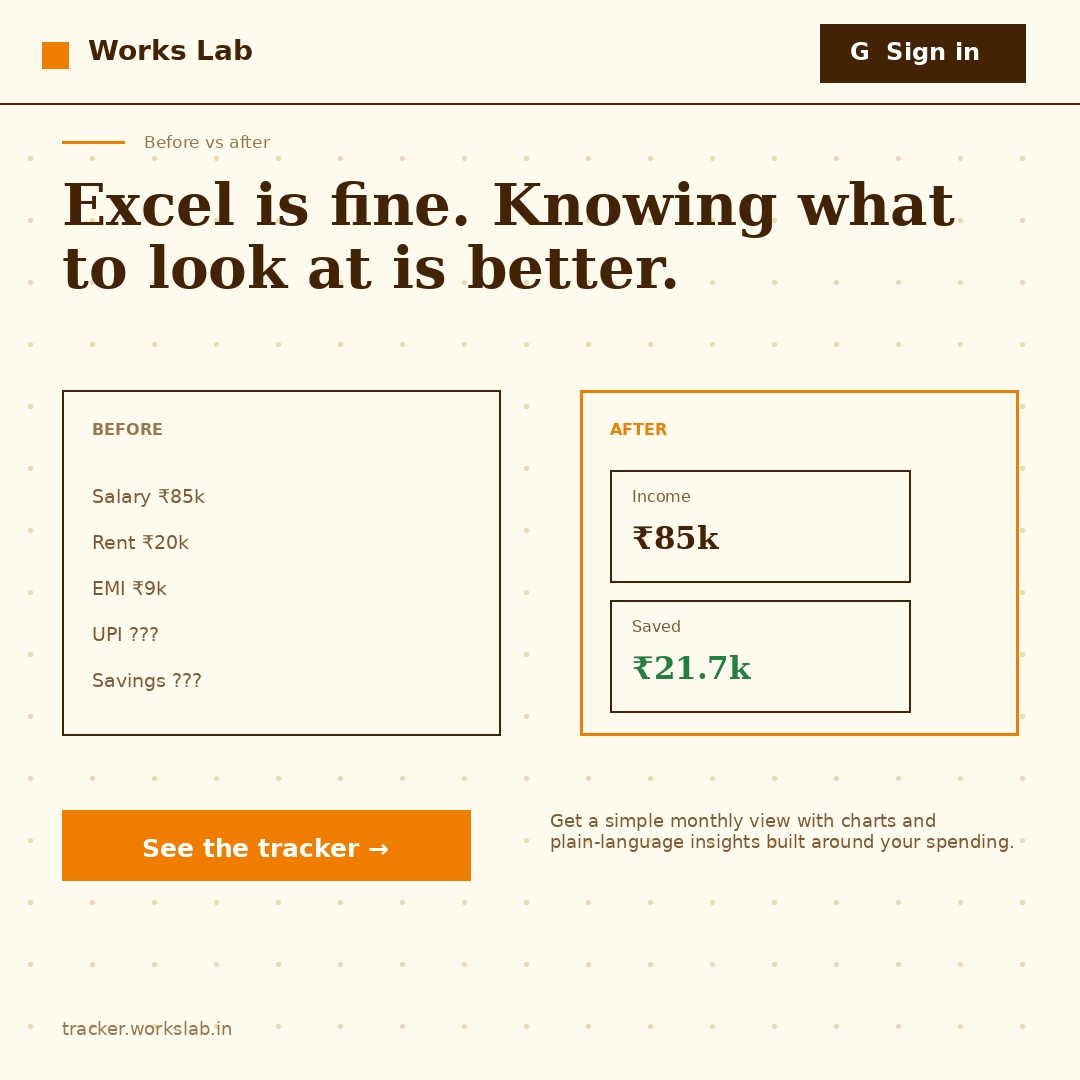 Works Lab
G Sign in
Before vs after
Excel is fine. Knowing what
to look at is better.
BEFORE
Salary ₹85k
Rent ₹20k
EMI ₹9k
UPI ???
Savings ???
AFTER
Income
₹85k
Saved
₹21.7k
See the tracker →
Get a simple monthly view with charts and
plain-language insights built around your spending.
tracker.workslab.in